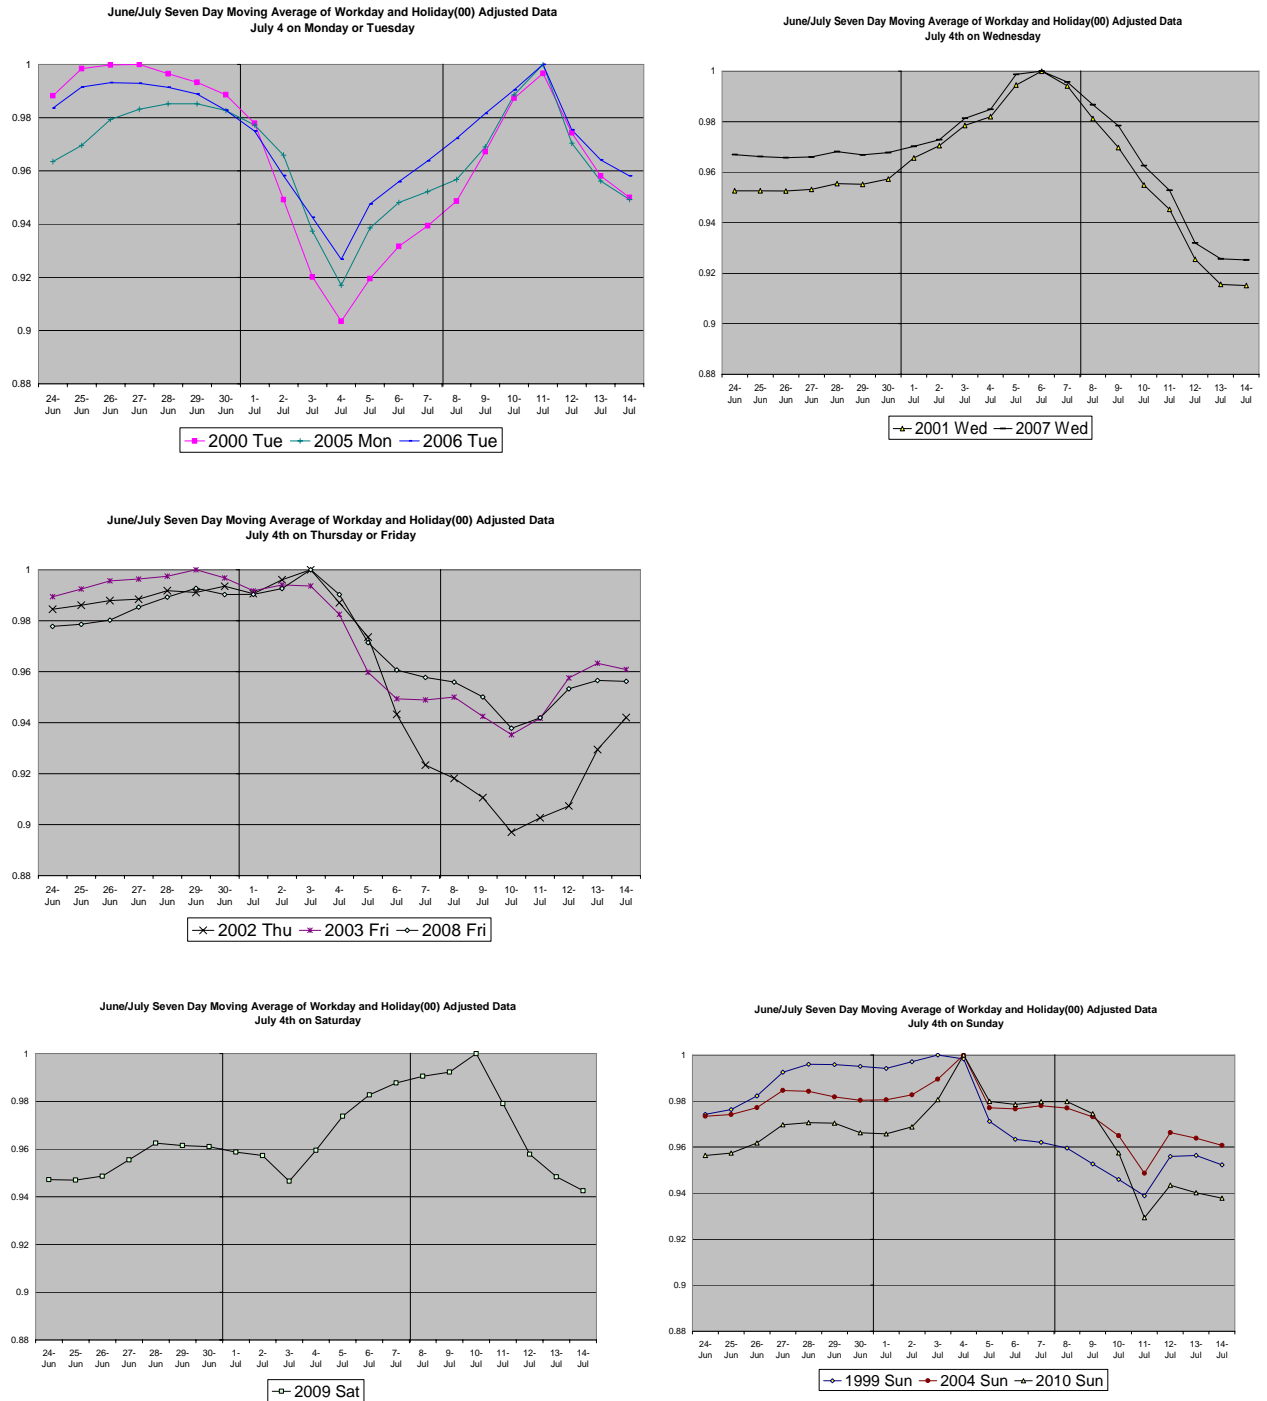 June/July Seven Day Moving Average of Workday and Holiday(00) Adjusted Data
July 4 on Monday or Tuesday
1
0.98
0.96
0.94
0.92
0.9
0.88
24- 25- 26- 27- 28- 29- 30- 1- 2- 3- 4- 5- 6- 7- 8- 9- 10- 11- 12- 13- 14-
Jun Jun Jun Jun Jun Jun Jun Jul Jul Jul Jul Jul Jul Jul Jul Jul Jul Jul Jul Jul Jul
2000 Tue 2005 Mon 2006 Tue
June/July Seven Day Moving Average of Workday and Holiday(00) Adjusted Data
July 4th on Wednesday
1
0.98
0.96
0.94
0.92
0.9
0.88
24- 25- 26- 27- 28- 29- 30- 1- 2- 3- 4- 5- 6- 7- 8- 9- 10- 11- 12- 13- 14-
Jun Jun Jun Jun Jun Jun Jun Jul Jul Jul Jul Jul Jul Jul Jul Jul Jul Jul Jul Jul Jul
2001 Wed 2007 Wed
June/July Seven Day Moving Average of Workday and Holiday(00) Adjusted Data
July 4th on Thursday or Friday
1
0.98
0.96
0.94
0.92
0.9
0.88
24- 25- 26- 27- 28- 29- 30- 1- 2- 3- 4- 5- 6- 7- 8- 9- 10- 11- 12- 13- 14-
Jun Jun Jun Jun Jun Jun Jun Jul Jul Jul Jul Jul Jul Jul Jul Jul Jul Jul Jul Jul Jul
2002 Thu 2003 Fri 2008 Fri
June/July Seven Day Moving Average of Workday and Holiday(00) Adjusted Data
July 4th on Saturday
1
0.98
0.96
0.94
0.92
0.9
0.88
24- 25- 26- 27- 28- 29- 30- 1- 2- 3- 4- 5- 6- 7- 8- 9- 10- 11- 12- 13- 14-
Jun Jun Jun Jun Jun Jun Jun Jul Jul Jul Jul Jul Jul Jul Jul Jul Jul Jul Jul Jul Jul
2009 Sat
June/July Seven Day Moving Average of Workday and Holiday(00) Adjusted Data
July 4th on Sunday
1
0.98
0.96
0.94
0.92
0.9
0.88
24- 25- 26- 27- 28- 29- 30- 1- 2- 3- 4- 5- 6- 7- 8- 9- 10- 11- 12- 13- 14-
Jun Jun Jun Jun Jun Jun Jun Jul Jul Jul Jul Jul Jul Jul Jul Jul Jul Jul Jul Jul Jul
1999 Sun 2004 Sun 2010 Sun